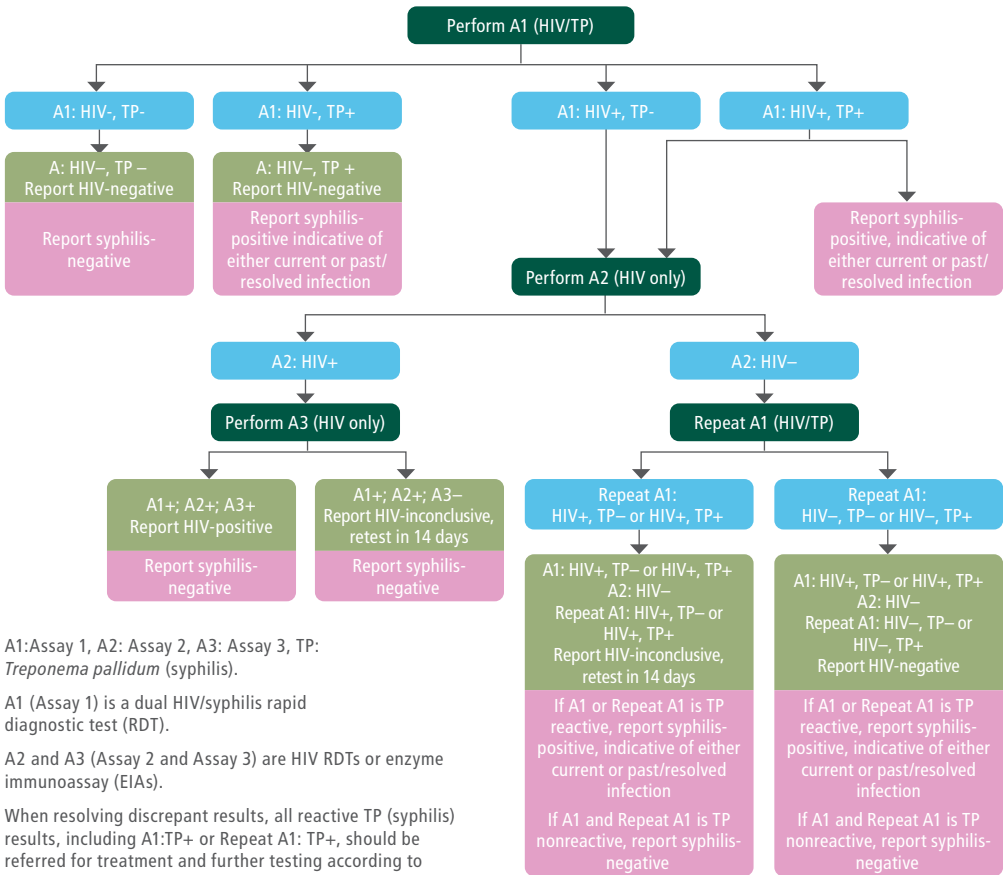 Perform A1 (HIV/TP)
A1: HIV-, TP-
A1: HIV-, TP+
A1: HIV+, TP-
A1: HIV+, TP+
A: HIV–, TP –
Report HIV-negative
Report syphilis-
negative
A: HIV–, TP +
Report HIV-negative
Report syphilis-
positive indicative of
either current or past/
resolved infection
Report syphilis-
positive, indicative of
either current or past/
resolved infection
Perform A2 (HIV only)
A2: HIV+
A2: HIV–
Perform A3 (HIV only)
Repeat A1 (HIV/TP)
A1+; A2+; A3+
Report HIV-positive
Report syphilis-
negative
A1+; A2+; A3–
Report HIV-inconclusive,
retest in 14 days
Report syphilis-
negative
Repeat A1:
HIV+, TP– or HIV+, TP+
Repeat A1:
HIV–, TP– or HIV–, TP+
A1: HIV+, TP– or HIV+, TP+
A2: HIV–
Repeat A1: HIV+, TP– or
HIV+, TP+
Report HIV-inconclusive,
retest in 14 days
If A1 or Repeat A1 is TP
reactive, report syphilis-
positive, indicative of either
current or past/resolved
infection
If A1 and Repeat A1 is TP
nonreactive, report syphilis-
negative
A1: HIV+, TP– or HIV+, TP+
A2: HIV–
Repeat A1: HIV–, TP– or
HIV–, TP+
Report HIV-negative
If A1 or Repeat A1 is TP
reactive, report syphilis-
positive, indicative of either
current or past/resolved
infection
If A1 and Repeat A1 is TP
nonreactive, report syphilis-
negative
A1:Assay 1, A2: Assay 2, A3: Assay 3, TP:
Treponema pallidum (syphilis).
A1 (Assay 1) is a dual HIV/syphilis rapid
diagnostic test (RDT).
A2 and A3 (Assay 2 and Assay 3) are HIV RDTs or enzyme
immunoassay (EIAs).
When resolving discrepant results, all reactive TP (syphilis)
results, including A1:TP+ or Repeat A1: TP+, should be
referred for treatment and further testing according to